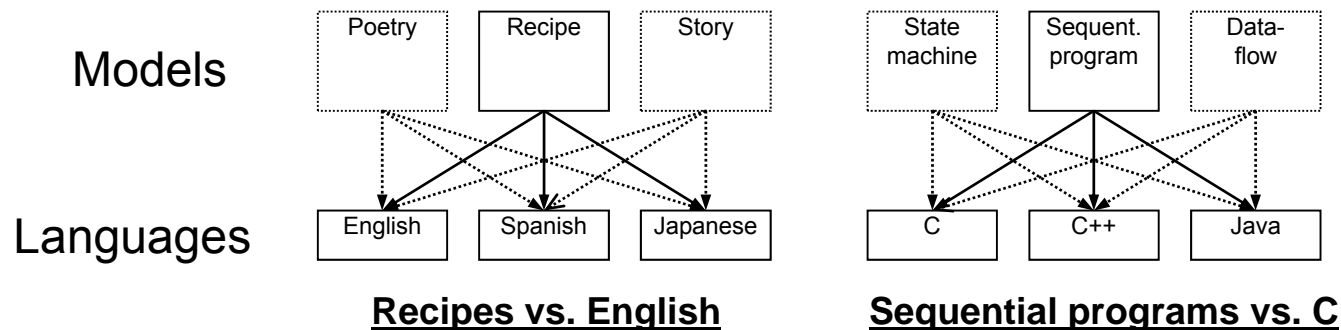 Models
Poetry
Recipe
Story
State
machine
Sequent.
program
Data-
flow
Languages
English
Spanish
Japanese
C
C++
Java
Recipes vs. English
Sequential programs vs. C